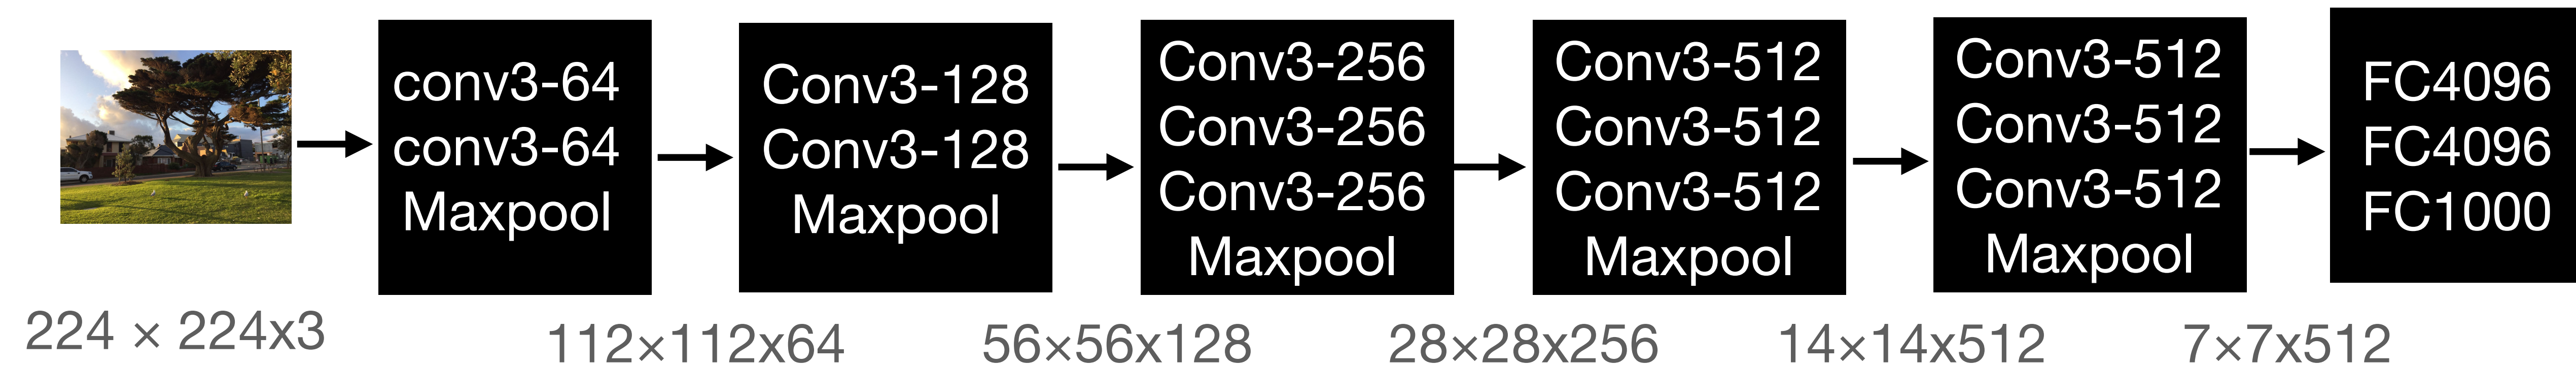 conv3-64
conv3-64
Maxpool
Conv3-128
Conv3-128
Maxpool
Conv3-256
Conv3-256
Conv3-256
Maxpool
Conv3-512
Conv3-512
Conv3-512
Maxpool
Conv3-512
Conv3-512
Conv3-512
Maxpool
FC4096
FC4096
FC1000
224 × 224x3
112×112x64
56×56x128
28×28x256
14×14x512
7×7x512